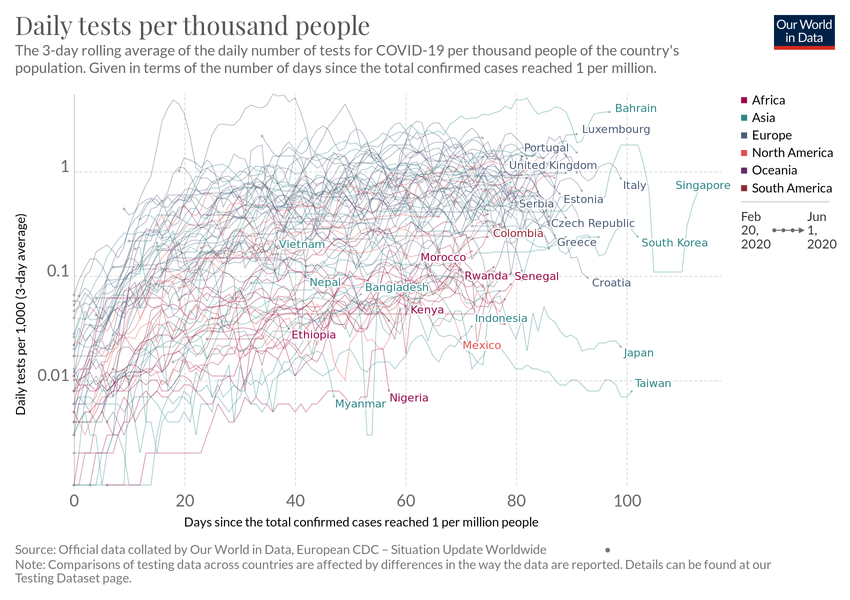 Daily tests per thousand people
The 3-day rolling average of the daily number of tests for COVID-19 per thousand people of the country's
population. Given in terms of the number of days since the total confirmed cases reached 1 per million.
Our World
in Data
Daily tests per 1,000 (3-day average)
1
0.1
0.01
Bahrain
Luxembourg
Portugal
United Kingdom
Italy
Singapore
Estonia
Serbia
Czech Republic
Colombia
Greece
South Korea
Vietnam
Morocco
Rwanda
Senegal
Nepal
Bangladesh
Croatia
Kenya
Indonesia
Ethiopia
Mexico
Japan
Taiwan
Nigeria
Myanmar
Africa
Asia
Europe
North America
Oceania
South America
Feb
20,
2020
Jun
1,
2020
0
20
40
60
80
100
Days since the total confirmed cases reached 1 per million people
Source: Official data collated by Our World in Data, European CDC – Situation Update Worldwide
Note: Comparisons of testing data across countries are affected by differences in the way the data are reported. Details can be found at our
Testing Dataset page.